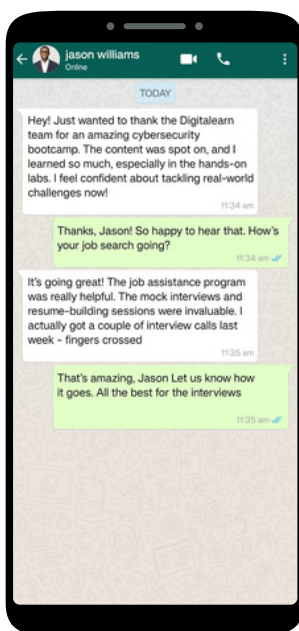 jason williams
Online
TODAY
Hey! Just wanted to thank the Digitalearn
team for an amazing cybersecurity
bootcamp. The content was spot on, and I
learned so much, especially in the hands-on
labs. I feel confident about tackling real-world
challenges now!
11:34 am
Thanks, Jason! So happy to hear that. How's
your job search going?
11:34 am
It's going great! The job assistance program
was really helpful. The mock interviews and
resume-building sessions were invaluable. I
actually got a couple of interview calls last
week - fingers crossed
11:35 am
That's amazing, Jason Let us know how
it goes. All the best for the interviews
11:35 am